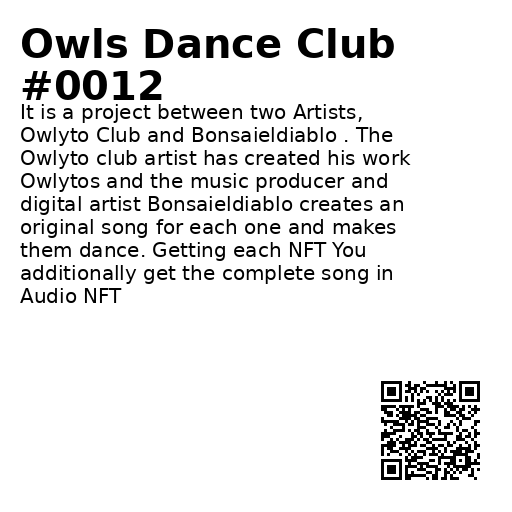 Owls Dance Club
#0012
It is a project between two Artists,
Owlyto Club and Bonsaieldiablo . The
Owlyto club artist has created his work
Owlytos and the music producer and
digital artist Bonsaieldiablo creates an
original song for each one and makes
them dance. Getting each NFT You
additionally get the complete song in
Audio NFT